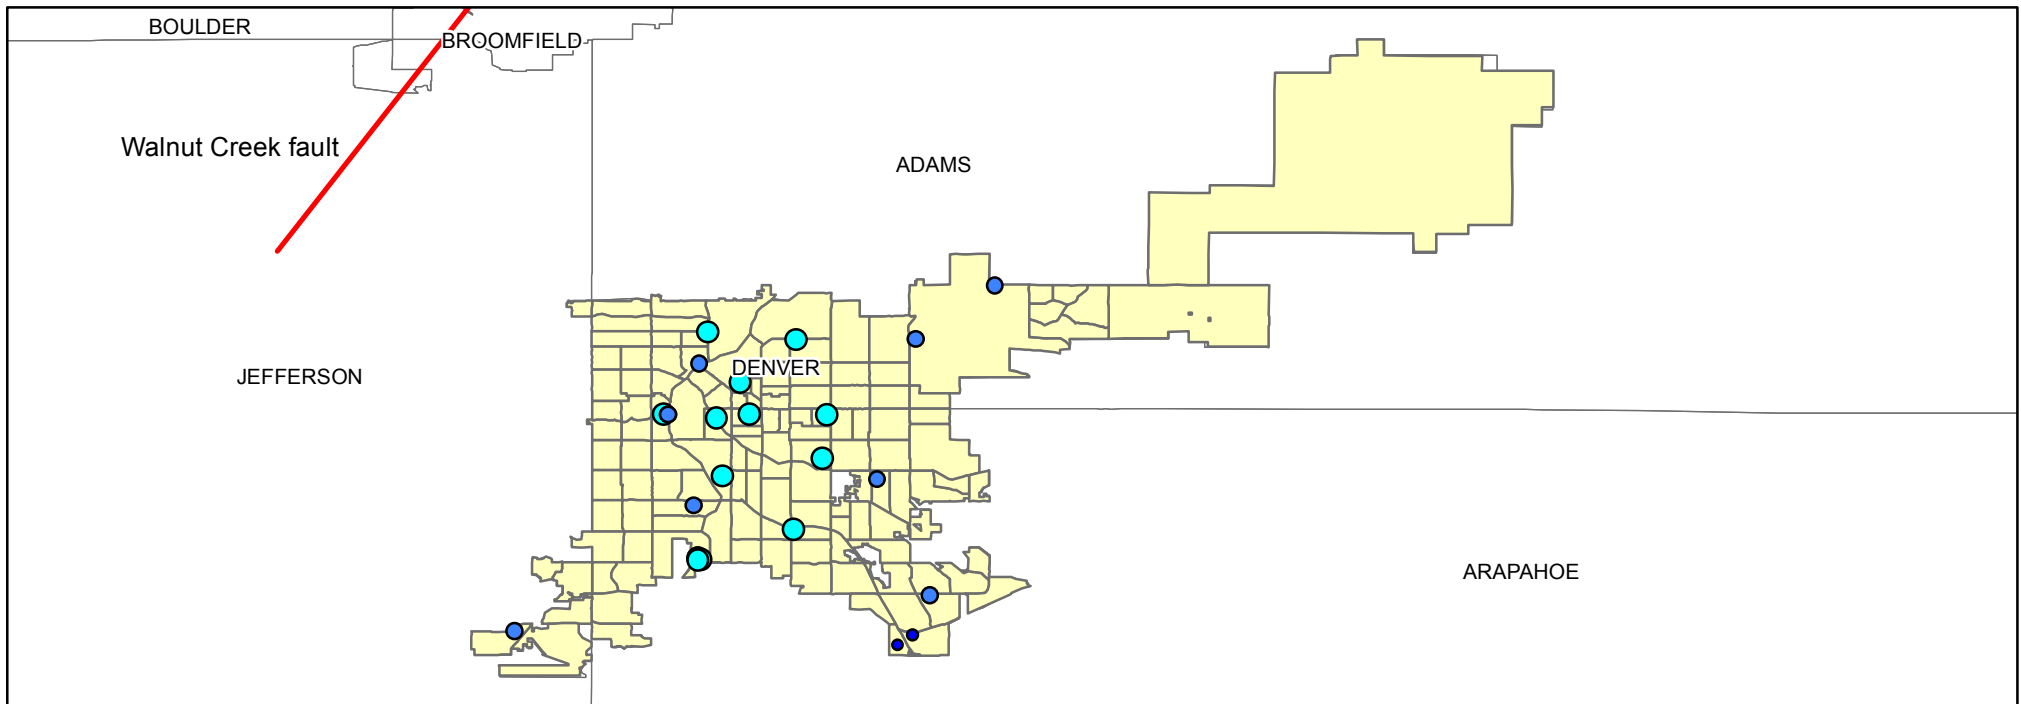 BOULDER
BROOMFIELD
Walnut Creek fault
ADAMS
DENVER
JEFFERSON
ARAPAHOE